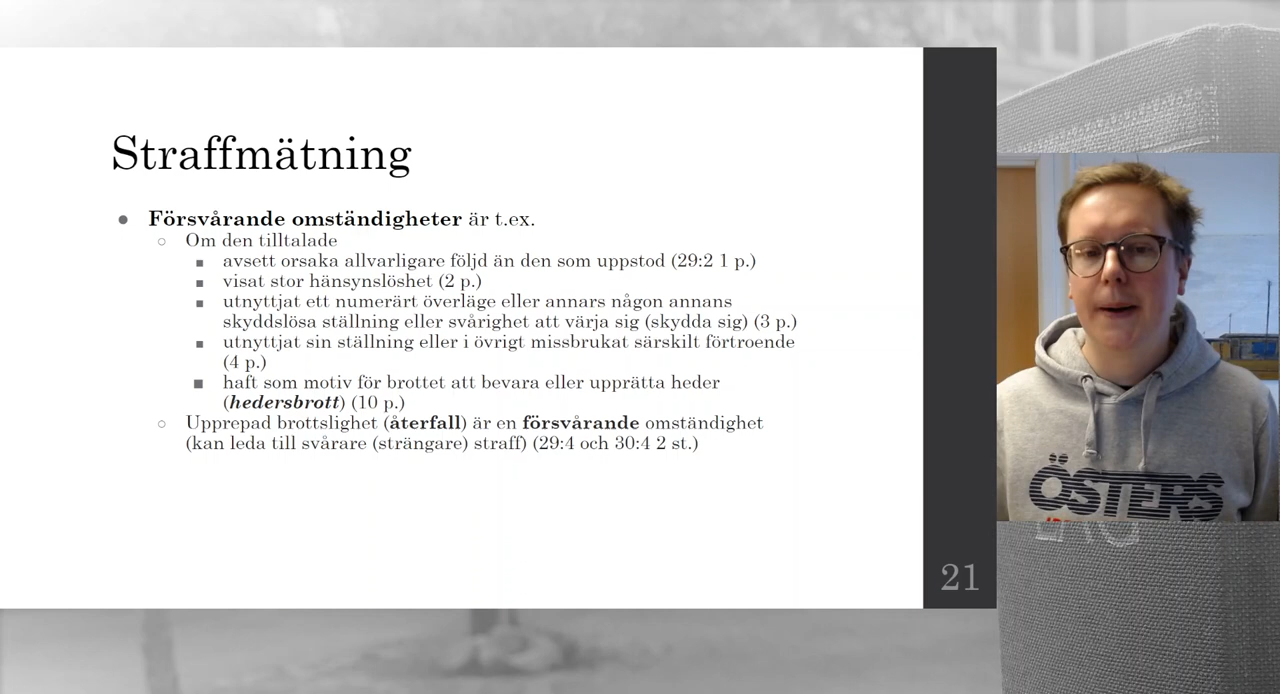 Straffmätning
● Försvårande omständigheter är t.ex.
○ Om den tilltalade
■ avsett orsaka allvarligare följd än den som uppstod (29:2 1 p.)
■ visat stor hänsynslöshet (2 p.)
■ utnyttjat ett numerärt överläge eller annars någon annans
skyddslösa ställning eller svårighet att värja sig (skydda sig) (3 p.)
■ utnyttjat sin ställning eller i övrigt missbrukat särskilt förtroende
(4 p.)
■ haft som motiv för brottet att bevara eller upprätta heder
(hedersbrott) (10 p.)
○ Upprepad brottslighet (återfall) är en försvårande omständighet
(kan leda till svårare (strängare) straff) (29:4 och 30:4 2 st.)
21
ÖSTERS